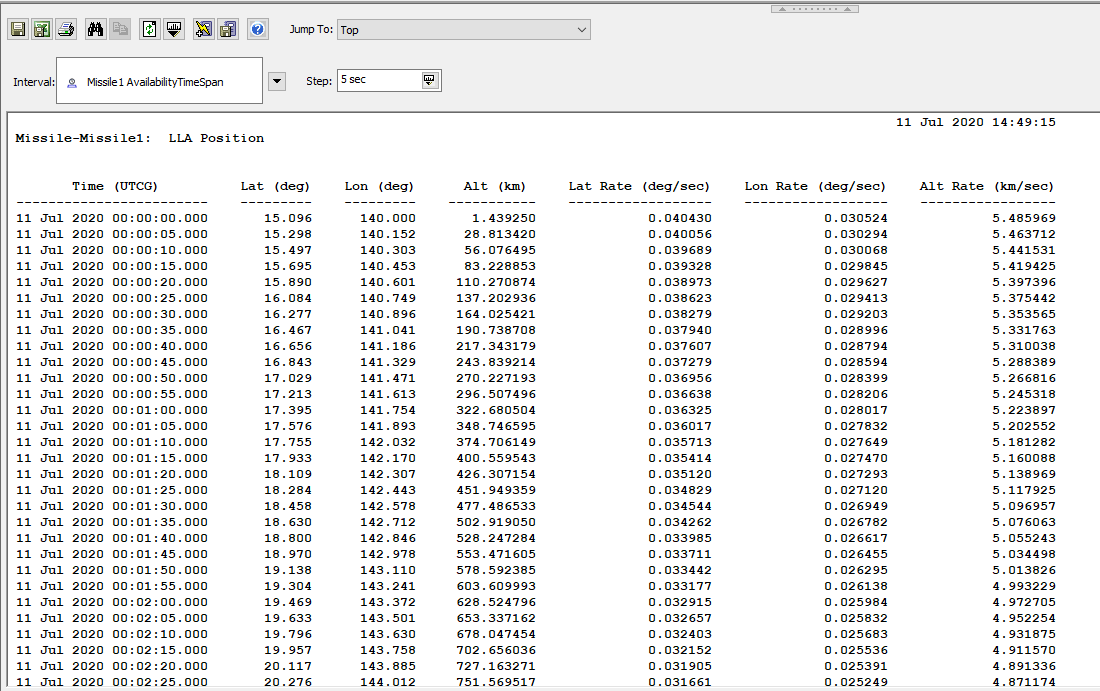 Jump To: Top
Interval: Missile1 AvailabilityTimeSpan Step: 5 sec
11 Jul 2020 14:49:15
Missile-Missile1:  LLA Position
Time (UTCG) Lat (deg) Lon (deg) Alt (km) Lat Rate (deg/sec) Lon Rate (deg/sec) Alt Rate (km/sec)
------------------------ --------- --------- ----------- ------------------ ------------------ -----------------
11 Jul 2020 00:00:00.000 15.096 140.000 1.439250 0.040430 0.030524 5.485969
11 Jul 2020 00:00:05.000 15.298 140.152 28.813420 0.040056 0.030294 5.463712
11 Jul 2020 00:00:10.000 15.497 140.303 56.076495 0.039689 0.030068 5.441531
11 Jul 2020 00:00:15.000 15.695 140.453 83.228853 0.039328 0.029845 5.419425
11 Jul 2020 00:00:20.000 15.890 140.601 110.270874 0.038973 0.029627 5.397396
11 Jul 2020 00:00:25.000 16.084 140.749 137.202936 0.038623 0.029413 5.375442
11 Jul 2020 00:00:30.000 16.277 140.896 164.025421 0.038279 0.029203 5.353565
11 Jul 2020 00:00:35.000 16.467 141.041 190.738708 0.037940 0.028996 5.331763
11 Jul 2020 00:00:40.000 16.656 141.186 217.343179 0.037607 0.028794 5.310038
11 Jul 2020 00:00:45.000 16.843 141.329 243.839214 0.037279 0.028594 5.288389
11 Jul 2020 00:00:50.000 17.029 141.471 270.227193 0.036956 0.028399 5.266816
11 Jul 2020 00:00:55.000 17.213 141.613 296.507496 0.036638 0.028206 5.245318
11 Jul 2020 00:01:00.000 17.395 141.754 322.680504 0.036325 0.028017 5.223897
11 Jul 2020 00:01:05.000 17.576 141.893 348.746595 0.036017 0.027832 5.202552
11 Jul 2020 00:01:10.000 17.755 142.032 374.706149 0.035713 0.027649 5.181282
11 Jul 2020 00:01:15.000 17.933 142.170 400.559543 0.035414 0.027470 5.160088
11 Jul 2020 00:01:20.000 18.109 142.307 426.307154 0.035120 0.027293 5.138969
11 Jul 2020 00:01:25.000 18.284 142.443 451.949359 0.034829 0.027120 5.117925
11 Jul 2020 00:01:30.000 18.458 142.578 477.486533 0.034544 0.026949 5.096957
11 Jul 2020 00:01:35.000 18.630 142.712 502.919050 0.034262 0.026782 5.076063
11 Jul 2020 00:01:40.000 18.800 142.846 528.247284 0.033985 0.026617 5.055243
11 Jul 2020 00:01:45.000 18.970 142.978 553.471605 0.033711 0.026455 5.034498
11 Jul 2020 00:01:50.000 19.138 143.110 578.592385 0.033442 0.026295 5.013826
11 Jul 2020 00:01:55.000 19.304 143.241 603.609993 0.033177 0.026138 4.993229
11 Jul 2020 00:02:00.000 19.469 143.372 628.524796 0.032915 0.025984 4.972705
11 Jul 2020 00:02:05.000 19.633 143.501 653.337162 0.032657 0.025832 4.952254
11 Jul 2020 00:02:10.000 19.796 143.630 678.047454 0.032403 0.025683 4.931875
11 Jul 2020 00:02:15.000 19.957 143.758 702.656036 0.032152 0.025536 4.911570
11 Jul 2020 00:02:20.000 20.117 143.885 727.163271 0.031905 0.025391 4.891336
11 Jul 2020 00:02:25.000 20.276 144.012 751.569517 0.031661 0.025249 4.871174